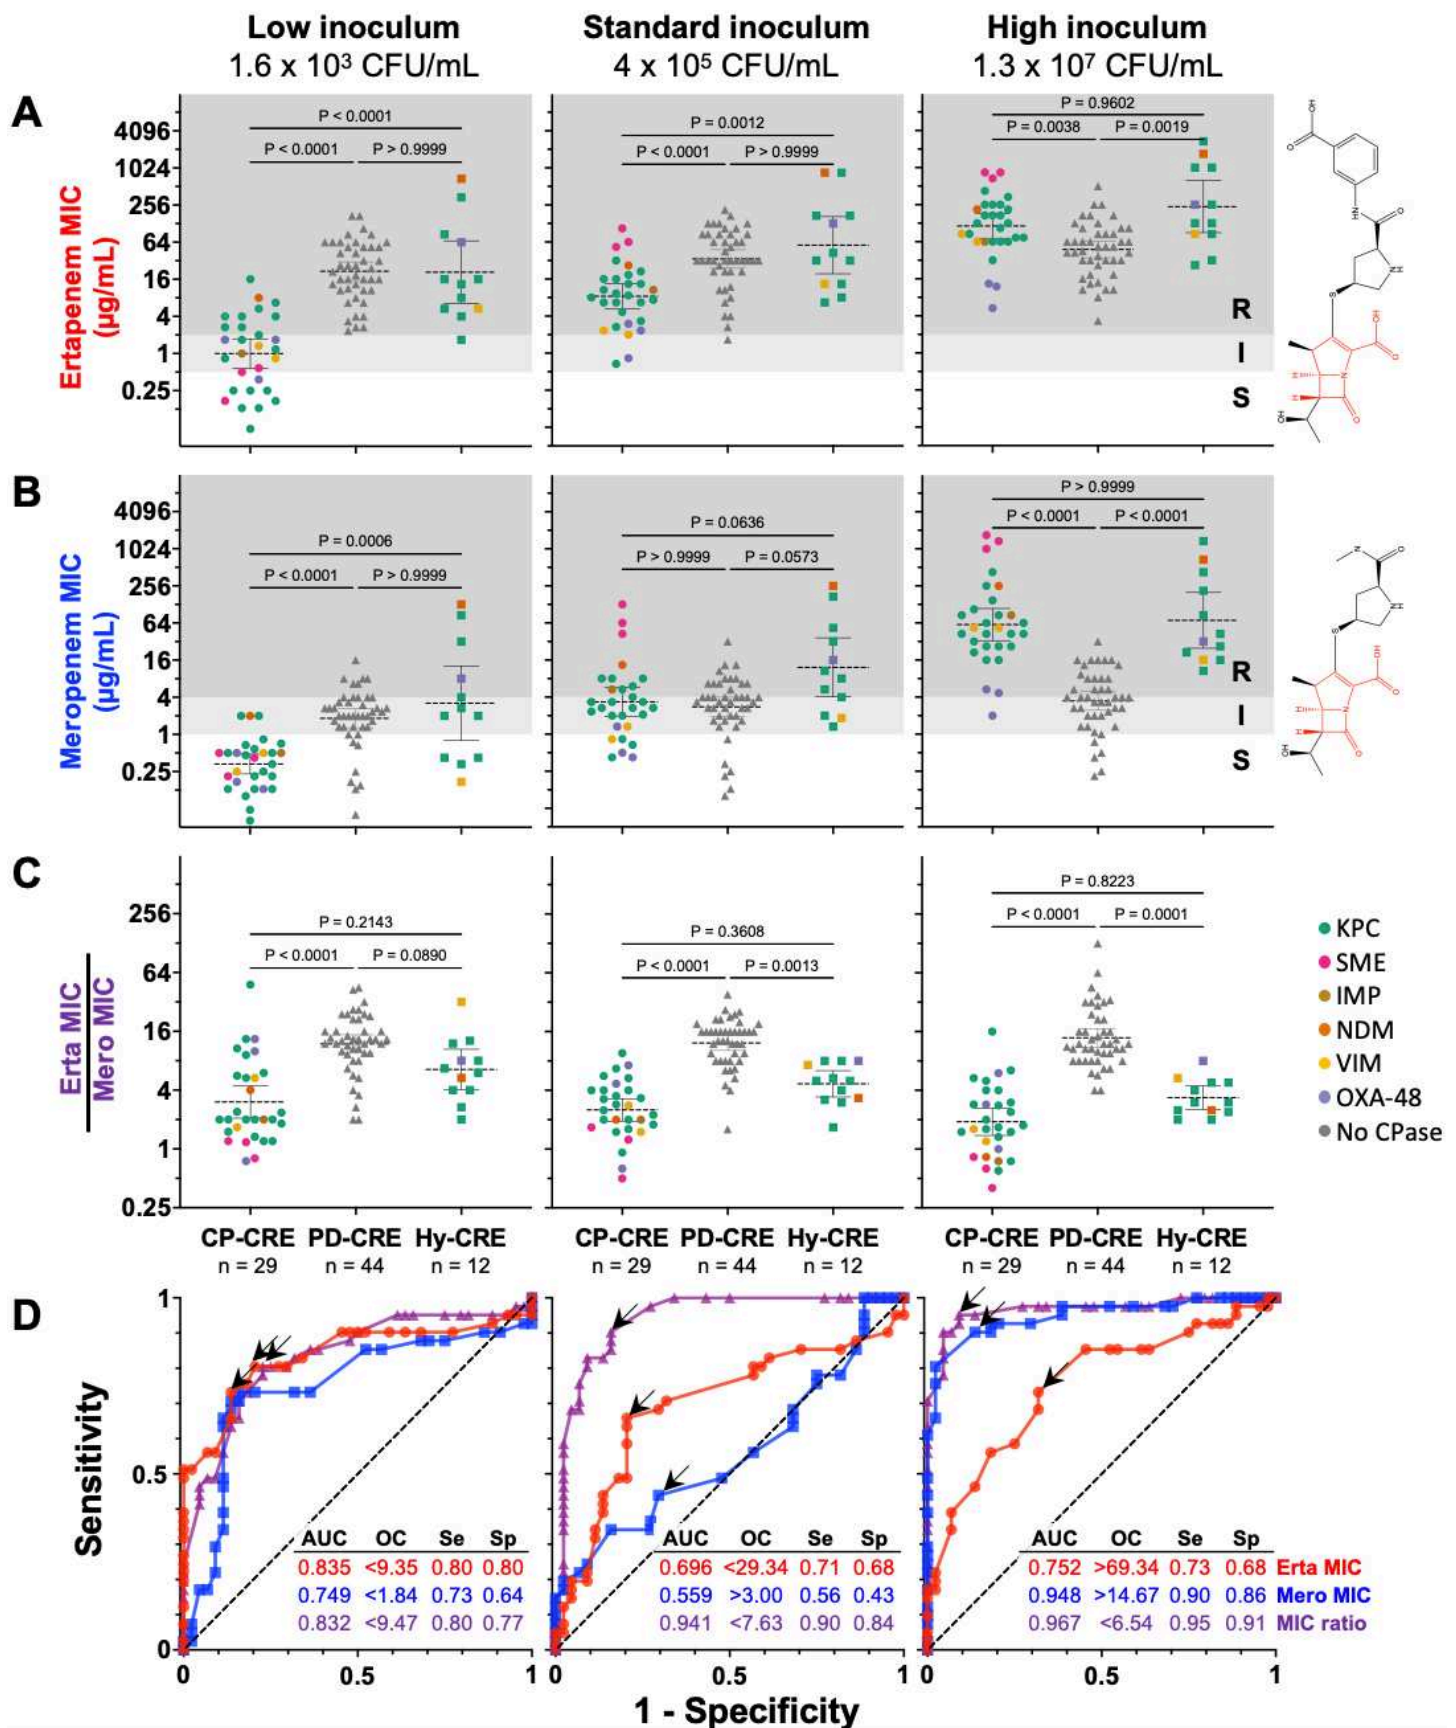 Low inoculum
1.6 x 10³ CFU/mL
Standard inoculum
4 x 10⁵ CFU/mL
High inoculum
1.3 x 10⁷ CFU/mL
A
Ertapenem MIC
(µg/mL)
4096
1024
256
64
16
4
1
0.25
P < 0.0001
P < 0.0001
P > 0.9999
P = 0.0012
P < 0.0001
P > 0.9999
P = 0.9602
P = 0.0038
P = 0.0019
R
I
S
B
Meropenem MIC
(µg/mL)
4096
1024
256
64
16
4
1
0.25
P = 0.0006
P < 0.0001
P > 0.9999
P = 0.0636
P > 0.9999
P = 0.0573
P > 0.9999
P < 0.0001
P < 0.0001
R
I
S
C
Erta MIC
Mero MIC
256
64
16
4
1
0.25
P = 0.2143
P < 0.0001
P = 0.0890
P = 0.3608
P < 0.0001
P = 0.0013
P = 0.8223
P < 0.0001
P = 0.0001
KPC
SME
IMP
NDM
VIM
OXA-48
No CPase
CP-CRE PD-CRE Hy-CRE
n = 29 n = 44 n = 12
CP-CRE PD-CRE Hy-CRE
n = 29 n = 44 n = 12
CP-CRE PD-CRE Hy-CRE
n = 29 n = 44 n = 12
D
Sensitivity
1
0.5
0
AUC OC Se Sp
0.835 <9.35 0.80 0.80
0.749 <1.84 0.73 0.64
0.832 <9.47 0.80 0.77
AUC OC Se Sp
0.696 <29.34 0.71 0.68
0.559 >3.00 0.56 0.43
0.941 <7.63 0.90 0.84
AUC OC Se Sp
0.752 >69.34 0.73 0.68 Erta MIC
0.948 >14.67 0.90 0.86 Mero MIC
0.967 <6.54 0.95 0.91 MIC ratio
0 0.5 1
0 0.5 1
0 0.5 1
1 - Specificity